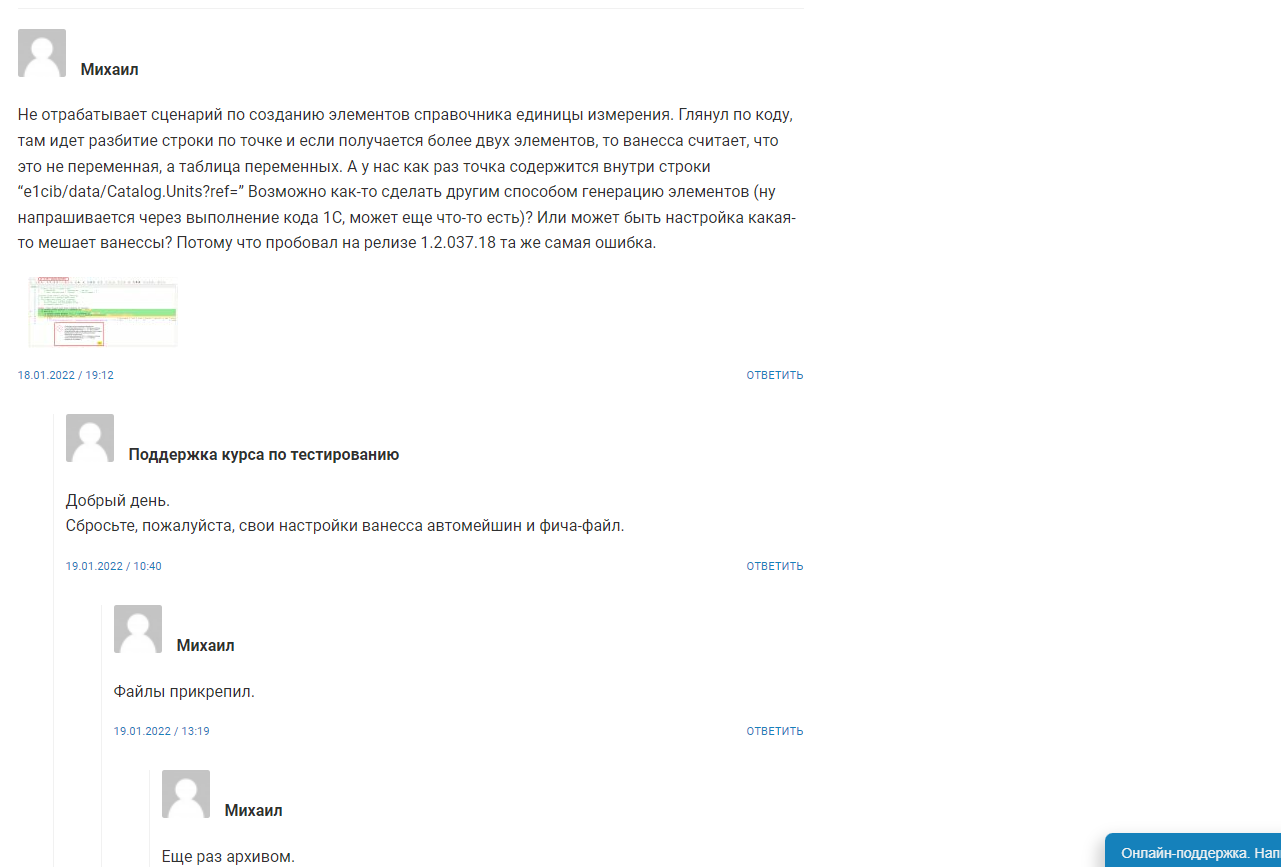 Михаил
Не отрабатывает сценарий по созданию элементов справочника единицы измерения. Глянул по коду,
там идет разбитие строки по точке и если получается более двух элементов, то ванесса считает, что
это не переменная, а таблица переменных. А у нас как раз точка содержится внутри строки
“e1cib/data/Catalog.Units?ref=” Возможно как-то сделать другим способом генерацию элементов (ну
напрашивается через выполнение кода 1С, может еще что-то есть)? Или может быть настройка какая-
то мешает ванессы? Потому что пробовал на релизе 1.2.037.18 та же самая ошибка.
18.01.2022 / 19:12 ОТВЕТИТЬ
Поддержка курса по тестированию
Добрый день.
Сбросьте, пожалуйста, свои настройки ванесса автомейшин и фича-файл.
19.01.2022 / 10:40 ОТВЕТИТЬ
Михаил
Файлы прикрепил.
19.01.2022 / 13:19 ОТВЕТИТЬ
Михаил
Еще раз архивом.
Онлайн-поддержка. Нап